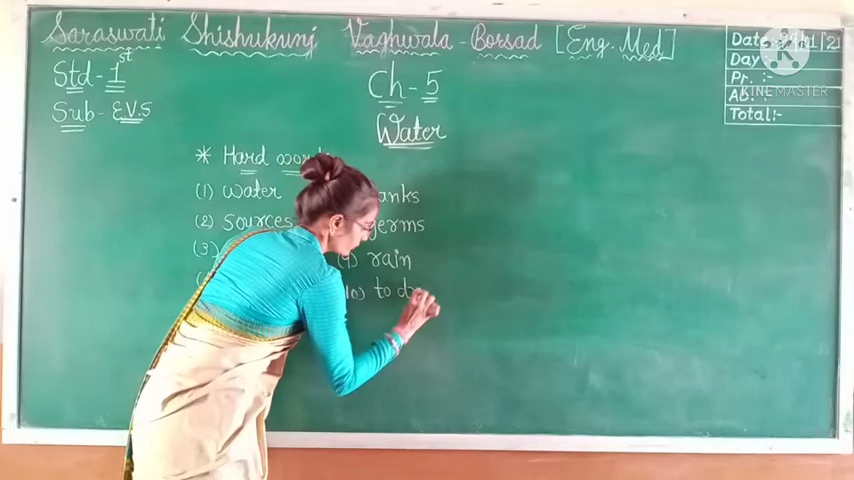 Saraswati Shishukunj Vaghwala - Borsad [Eng. Med]
Std - 1st
Sub - E.V.S
Ch - 5
Water
Date
Day :-
Pr. :-
Ab. :
Total:-
KINEMASTER
* Hard
(1) Water
(2) Sources
(3)
(9) rain
(10) to